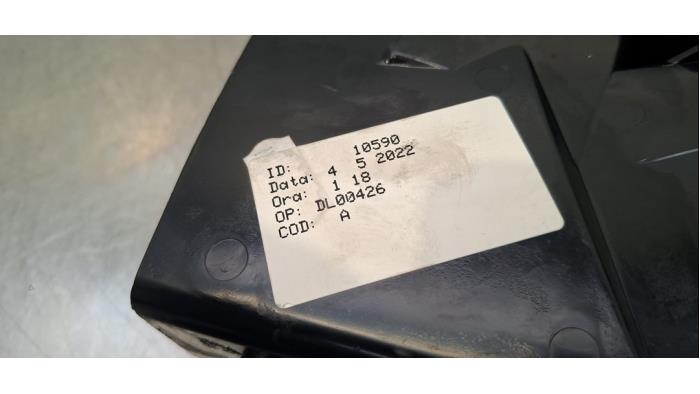 ID: 10590
Data: 4 5 2022
Ora: 1 18
OP: DL00426
COD: A